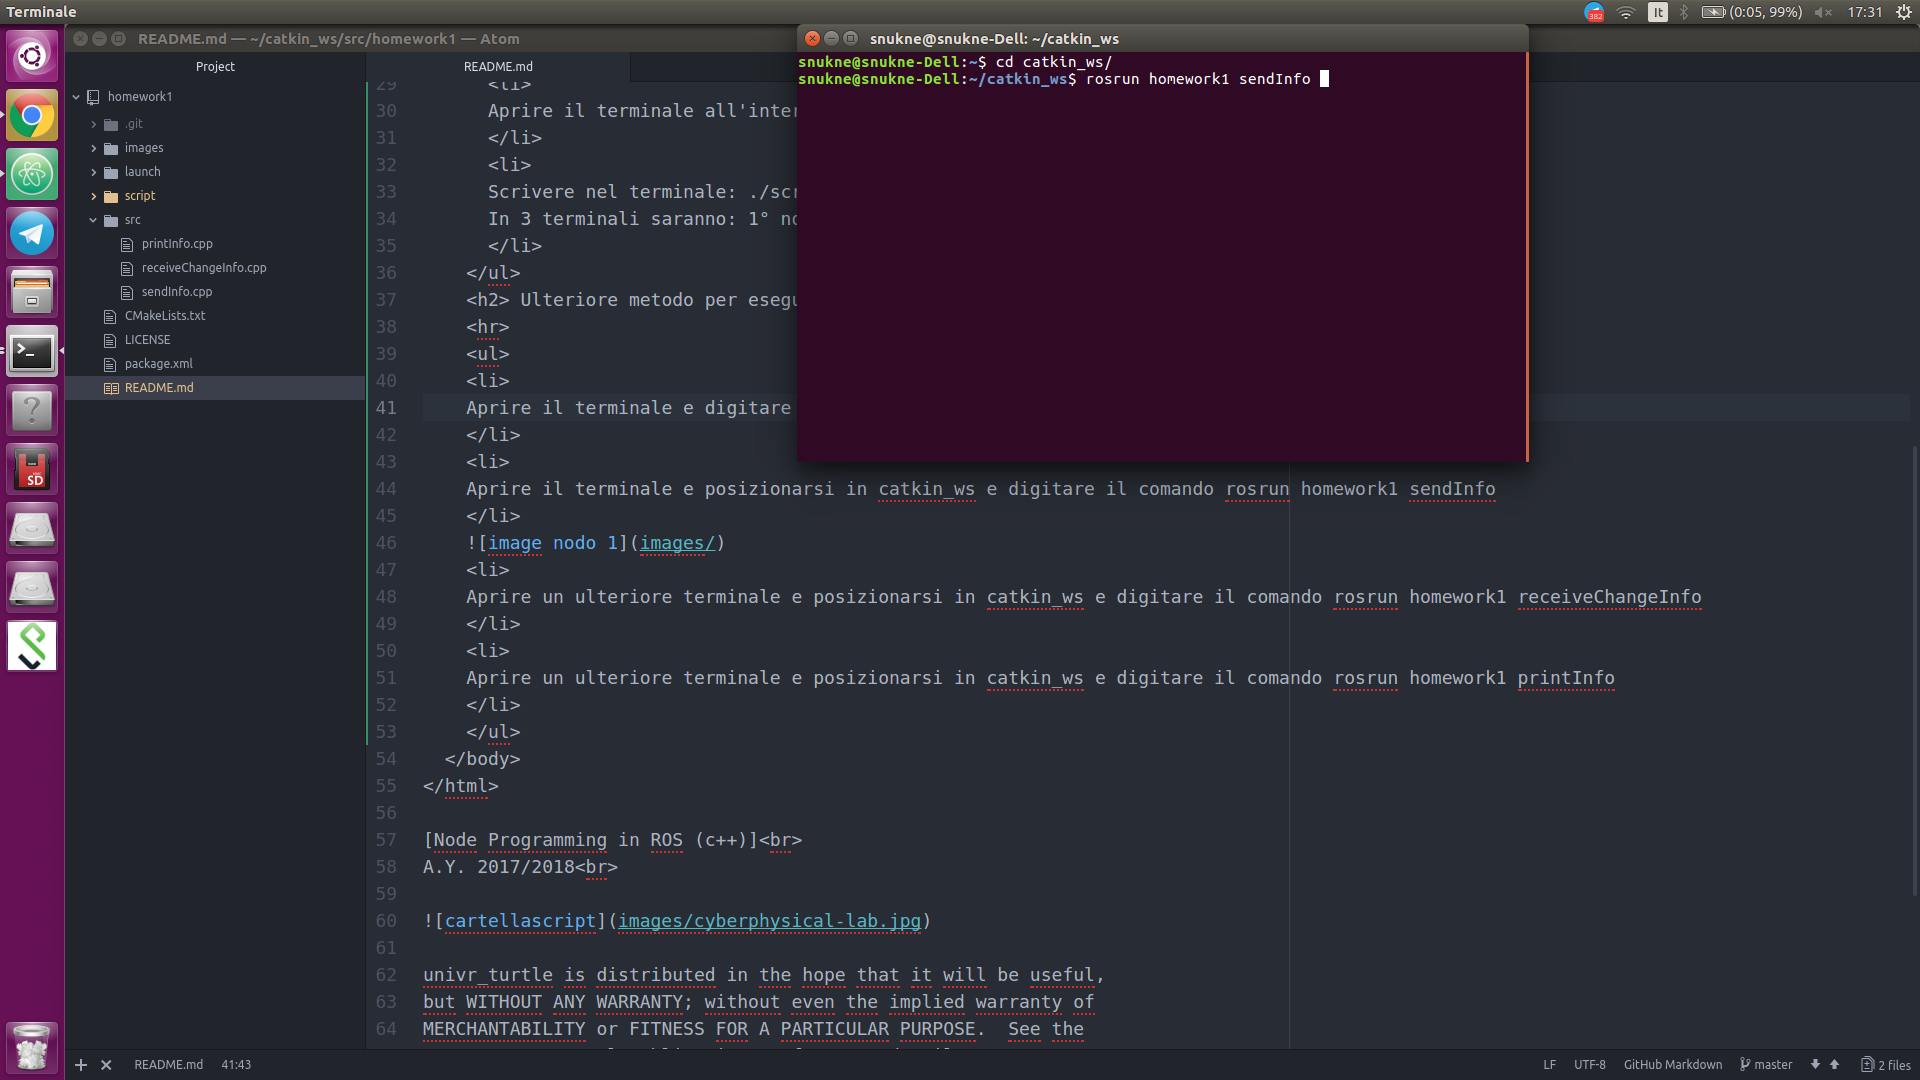 Terminale
382
It
(0:05, 99%)
17:31
README.md — ~/catkin_ws/src/homework1 — Atom
snukne@snukne-Dell: ~/catkin_ws
snukne@snukne-Dell:~$ cd catkin_ws/
snukne@snukne-Dell:~/catkin_ws$ rosrun homework1 sendInfo
Project
homework1
.git
images
launch
script
src
printInfo.cpp
receiveChangeInfo.cpp
sendInfo.cpp
CMakeLists.txt
LICENSE
package.xml
README.md
SD
README.md
29 <li>
30 Aprire il terminale all'inter
31 </li>
32 <li>
33 Scrivere nel terminale: ./scr
34 In 3 terminali saranno: 1° no
35 </li>
36 </ul>
37 <h2> Ulteriore metodo per esegu
38 <hr>
39 <ul>
40 <li>
41 Aprire il terminale e digitare
42 </li>
43 <li>
44 Aprire il terminale e posizionarsi in catkin_ws e digitare il comando rosrun homework1 sendInfo
45 </li>
46 ![image nodo 1](images/)
47 <li>
48 Aprire un ulteriore terminale e posizionarsi in catkin_ws e digitare il comando rosrun homework1 receiveChangeInfo
49 </li>
50 <li>
51 Aprire un ulteriore terminale e posizionarsi in catkin_ws e digitare il comando rosrun homework1 printInfo
52 </li>
53 </ul>
54 </body>
55 </html>
56
57 [Node Programming in ROS (c++)]<br>
58 A.Y. 2017/2018<br>
59
60 ![cartellascript](images/cyberphysical-lab.jpg)
61
62 univr_turtle is distributed in the hope that it will be useful,
63 but WITHOUT ANY WARRANTY; without even the implied warranty of
64 MERCHANTABILITY or FITNESS FOR A PARTICULAR PURPOSE.  See the
README.md 41:43
LF UTF-8 GitHub Markdown master 2 files